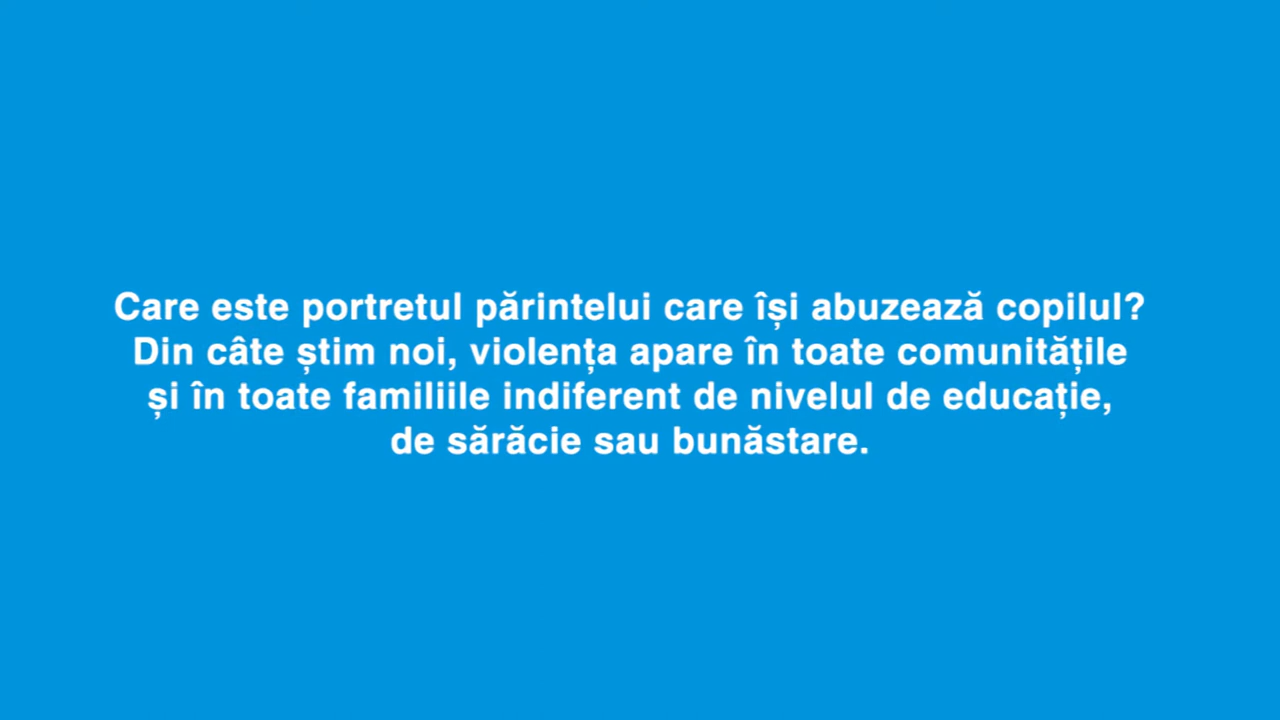 Care este portretul părintelui care își abuzează copilul?
Din câte știm noi, violența apare în toate comunitățile
și în toate familiile indiferent de nivelul de educație,
de sărăcie sau bunăstare.